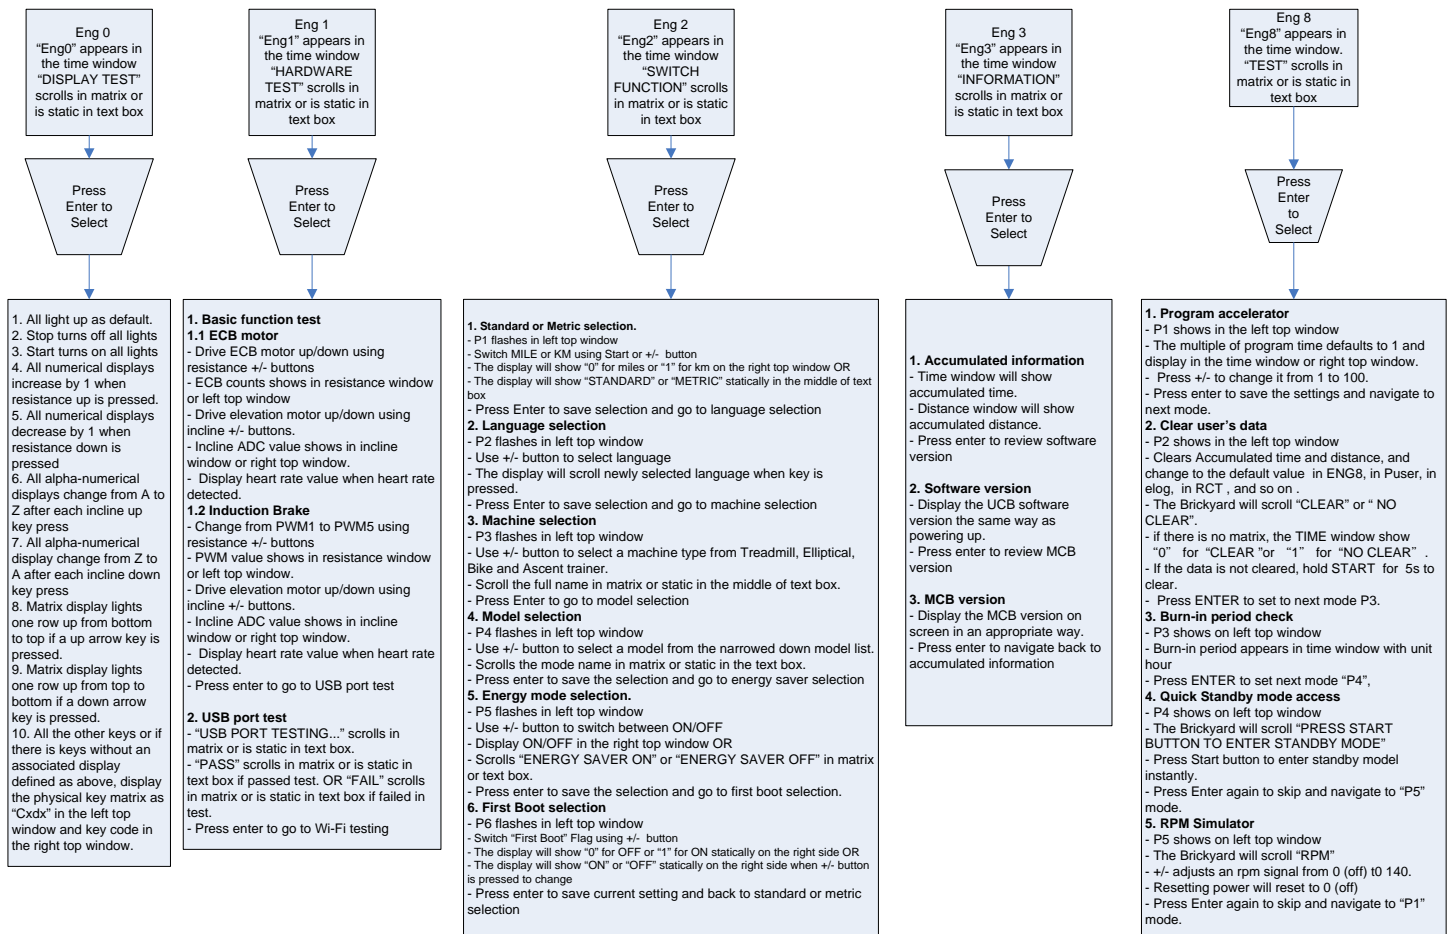 Eng 0
“Eng0” appears in
the time window
“DISPLAY TEST”
scrolls in matrix or
is static in text box
Press
Enter to
Select
1. All light up as default.
2. Stop turns off all lights
3. Start turns on all lights
4. All numerical displays
increase by 1 when
resistance up is pressed.
5. All numerical displays
decrease by 1 when
resistance down is
pressed
6. All alpha-numerical
displays change from A to
Z after each incline up
key press
7. All alpha-numerical
display change from Z to
A after each incline down
key press
8. Matrix display lights
one row up from bottom
to top if a up arrow key is
pressed.
9. Matrix display lights
one row up from top to
bottom if a down arrow
key is pressed.
10. All the other keys or if
there is keys without an
associated display
defined as above, display
the physical key matrix as
“Cxdx” in the left top
window and key code in
the right top window.
Eng 1
“Eng1” appears in
the time window
“HARDWARE
TEST” scrolls in
matrix or is static in
text box
Press
Enter to
Select
1. Basic function test
1.1 ECB motor
- Drive ECB motor up/down using
resistance +/- buttons
- ECB counts shows in resistance window
or left top window
- Drive elevation motor up/down using
incline +/- buttons.
- Incline ADC value shows in incline
window or right top window.
- Display heart rate value when heart rate
detected.
1.2 Induction Brake
- Change from PWM1 to PWM5 using
resistance +/- buttons
- PWM value shows in resistance window
or left top window.
- Drive elevation motor up/down using
incline +/- buttons.
- Incline ADC value shows in incline
window or right top window.
- Display heart rate value when heart rate
detected.
- Press enter to go to USB port test
2. USB port test
- “USB PORT TESTING...” scrolls in
matrix or is static in text box.
- “PASS” scrolls in matrix or is static in
text box if passed test. OR “FAIL” scrolls
in matrix or is static in text box if failed in
test.
- Press enter to go to Wi-Fi testing
Eng 2
“Eng2” appears in
the time window
“SWITCH
FUNCTION” scrolls
in matrix or is static
in text box
Press
Enter to
Select
1. Standard or Metric selection.
- P1 flashes in left top window
- Switch MILE or KM using Start or +/- button
- The display will show “0” for miles or “1” for km on the right top window OR
- The display will show “STANDARD” or “METRIC” statically in the middle of text
box
- Press Enter to save selection and go to language selection
2. Language selection
- P2 flashes in left top window
- Use +/- button to select language
- The display will scroll newly selected language when key is
pressed.
- Press Enter to save selection and go to machine selection
3. Machine selection
- P3 flashes in left top window
- Use +/- button to select a machine type from Treadmill, Elliptical,
Bike and Ascent trainer.
- Scroll the full name in matrix or static in the middle of text box.
- Press Enter to go to model selection
4. Model selection
- P4 flashes in left top window
- Use +/- button to select a model from the narrowed down model list.
- Scrolls the mode name in matrix or static in the text box.
- Press enter to save the selection and go to energy saver selection
5. Energy mode selection.
- P5 flashes in left top window
- Use +/- button to switch between ON/OFF
- Display ON/OFF in the right top window OR
- Scrolls “ENERGY SAVER ON” or “ENERGY SAVER OFF” in matrix
or text box.
- Press enter to save the selection and go to first boot selection.
6. First Boot selection
- P6 flashes in left top window
- Switch “First Boot” Flag using +/- button
- The display will show “0” for OFF or “1” for ON statically on the right side OR
- The display will show “ON” or “OFF” statically on the right side when +/- button
is pressed to change
- Press enter to save current setting and back to standard or metric
selection
Eng 3
“Eng3” appears in
the time window
“INFORMATION”
scrolls in matrix or
is static in text box
Press
Enter to
Select
1. Accumulated information
- Time window will show
accumulated time.
- Distance window will show
accumulated distance.
- Press enter to review software
version
2. Software version
- Display the UCB software
version the same way as
powering up.
- Press enter to review MCB
version
3. MCB version
- Display the MCB version on
screen in an appropriate way.
- Press enter to navigate back to
accumulated information
Eng 8
“Eng8” appears in
the time window.
“TEST” scrolls in
matrix or is static in
text box
Press
Enter
to
Select
1. Program accelerator
- P1 shows in the left top window
- The multiple of program time defaults to 1 and
display in the time window or right top window.
- Press +/- to change it from 1 to 100.
- Press enter to save the settings and navigate to
next mode.
2. Clear user’s data
- P2 shows in the left top window
- Clears Accumulated time and distance, and
change to the default value in ENG8, in Puser, in
elog, in RCT , and so on .
- The Brickyard will scroll “CLEAR” or “ NO
CLEAR”.
- if there is no matrix, the TIME window show
“0” for “CLEAR ”or “1” for “NO CLEAR” .
- If the data is not cleared, hold START for 5s to
clear.
- Press ENTER to set to next mode P3.
3. Burn-in period check
- P3 shows on left top window
- Burn-in period appears in time window with unit
hour
- Press ENTER to set next mode “P4”,
4. Quick Standby mode access
- P4 shows on left top window
- The Brickyard will scroll “PRESS START
BUTTON TO ENTER STANDBY MODE”
- Press Start button to enter standby model
instantly.
- Press Enter again to skip and navigate to “P5”
mode.
5. RPM Simulator
- P5 shows on left top window
- The Brickyard will scroll “RPM”
- +/- adjusts an rpm signal from 0 (off) t0 140.
- Resetting power will reset to 0 (off)
- Press Enter again to skip and navigate to “P1”
mode.